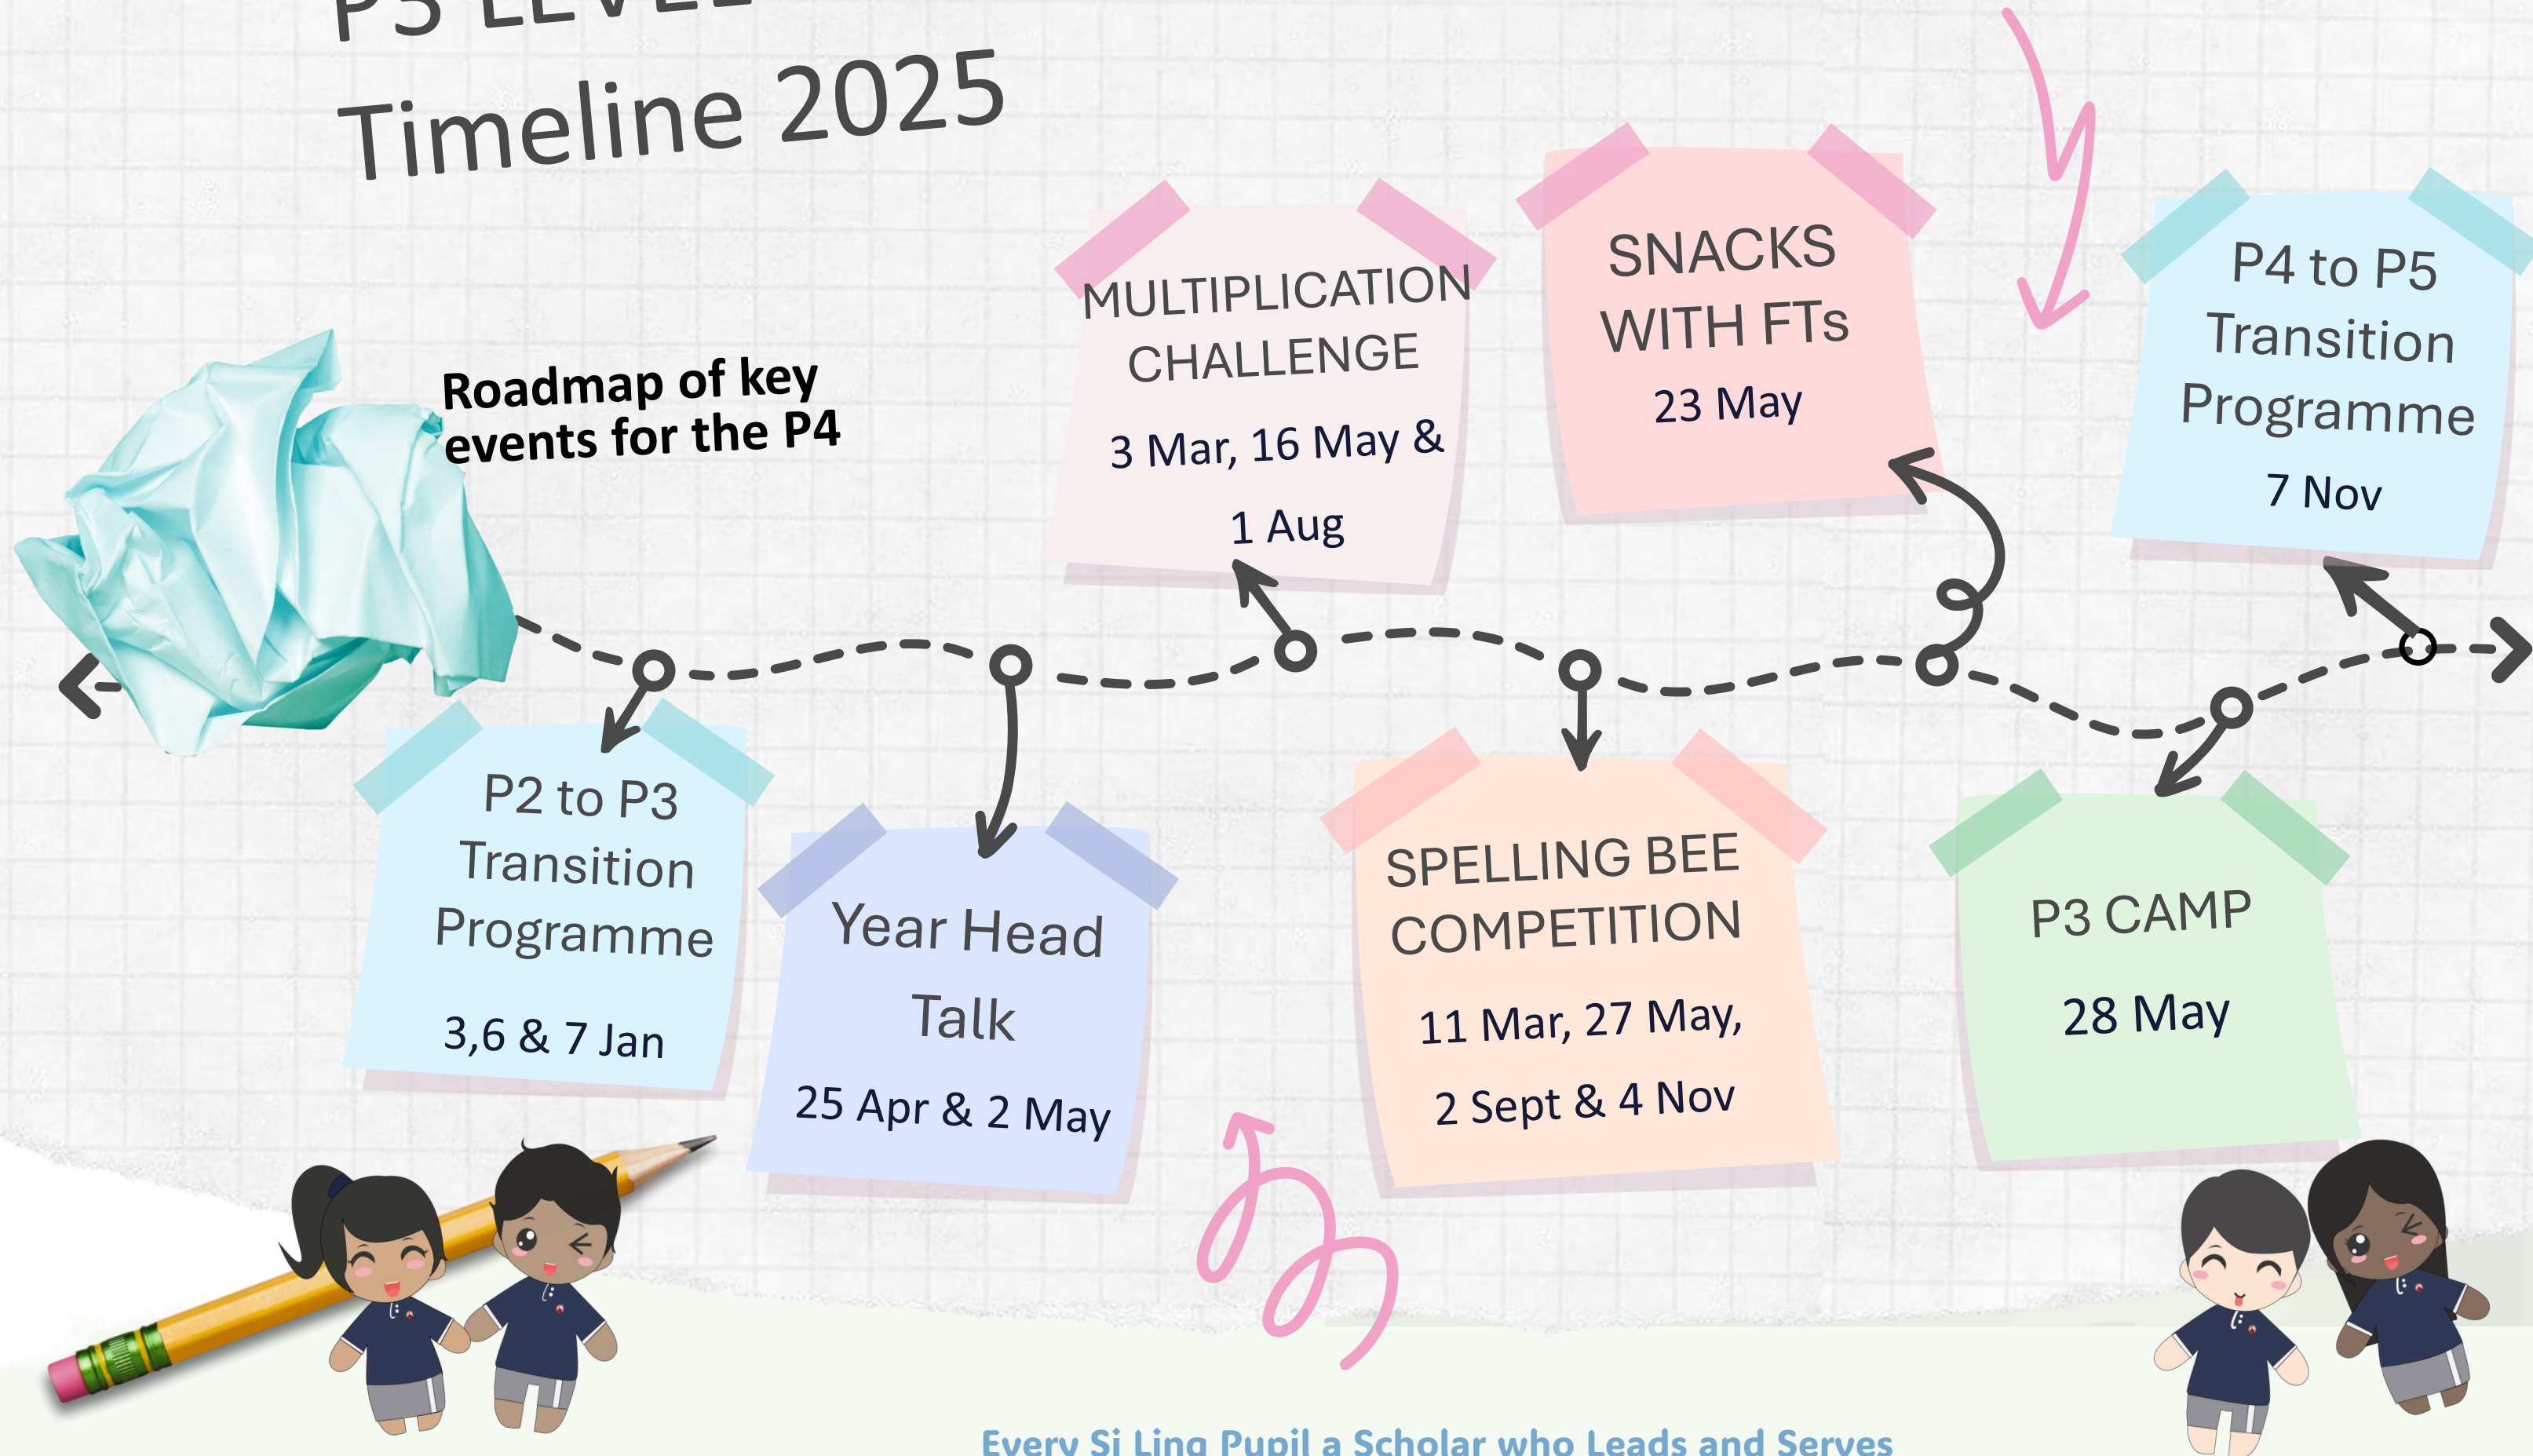 P3 LEVEL
Timeline 2025
Roadmap of key
events for the P4
MULTIPLICATION
CHALLENGE
3 Mar, 16 May &
1 Aug
SNACKS
WITH FTs
23 May
P4 to P5
Transition
Programme
7 Nov
P2 to P3
Transition
Programme
3,6 & 7 Jan
Year Head
Talk
25 Apr & 2 May
SPELLING BEE
COMPETITION
11 Mar, 27 May,
2 Sept & 4 Nov
P3 CAMP
28 May
Every Si Ling Pupil a Scholar who Leads and Serves